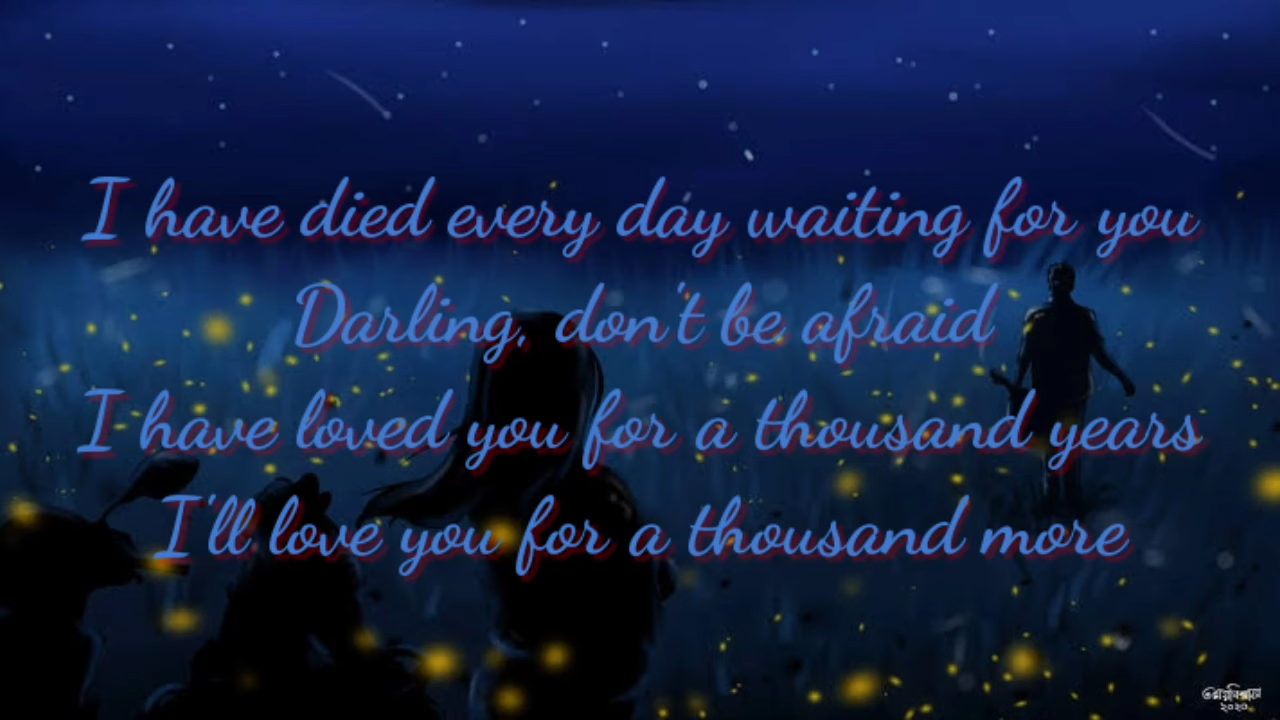 I have died every day waiting for you
Darling, don't be afraid
I have loved you for a thousand years
I'll love you for a thousand more
২০২০